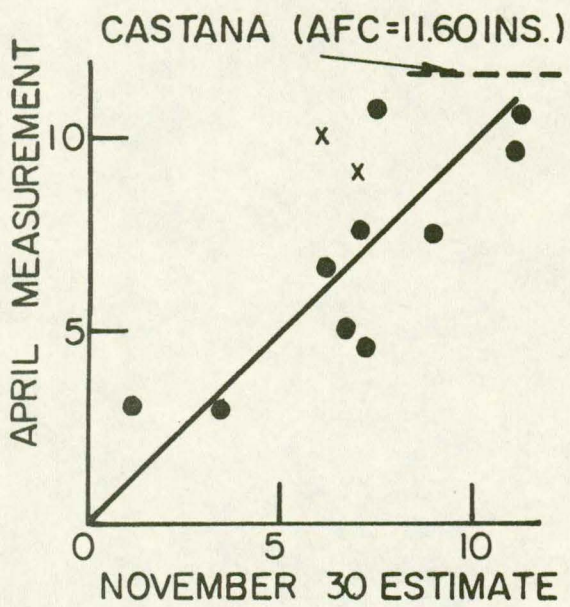 CASTANA (AFC=11.60 INS.)
APRIL MEASUREMENT
10
5
0
5
10
NOVEMBER 30 ESTIMATE